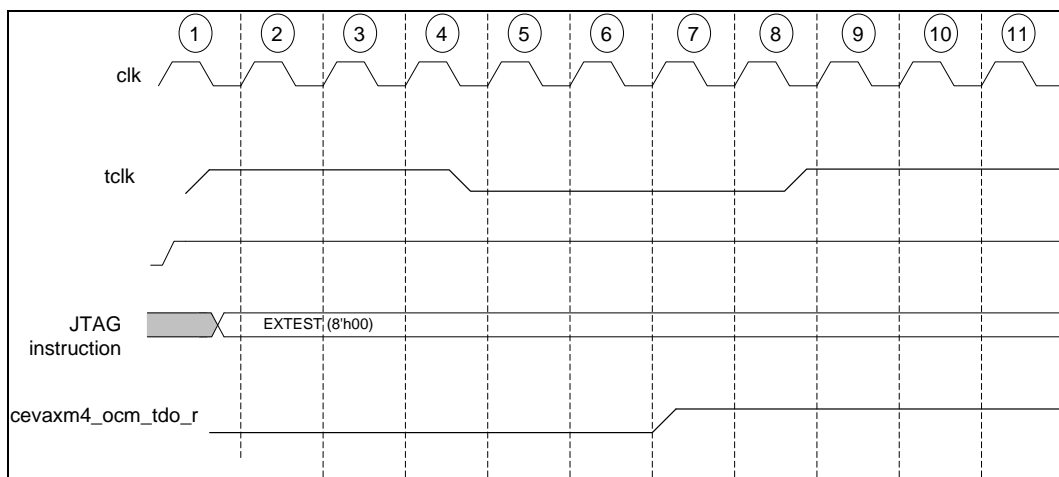 1 2 3 4 5 6 7 8 9 10 11
clk
tclk
JTAG
instruction
EXTEST (8'h00)
cevaxm4_ocm_tdo_r